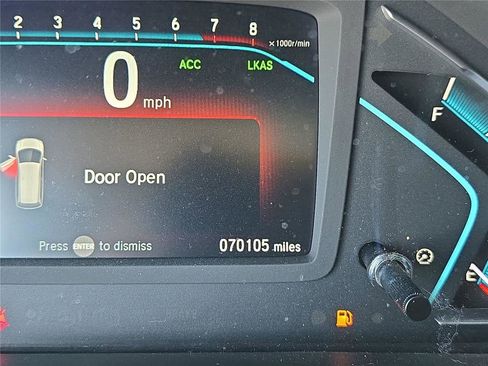 2 3 4 5 6 7 8
×1000r/min
ACC LKAS
0 mph
F
Door Open
Press ENTER to dismiss
070105 miles
E